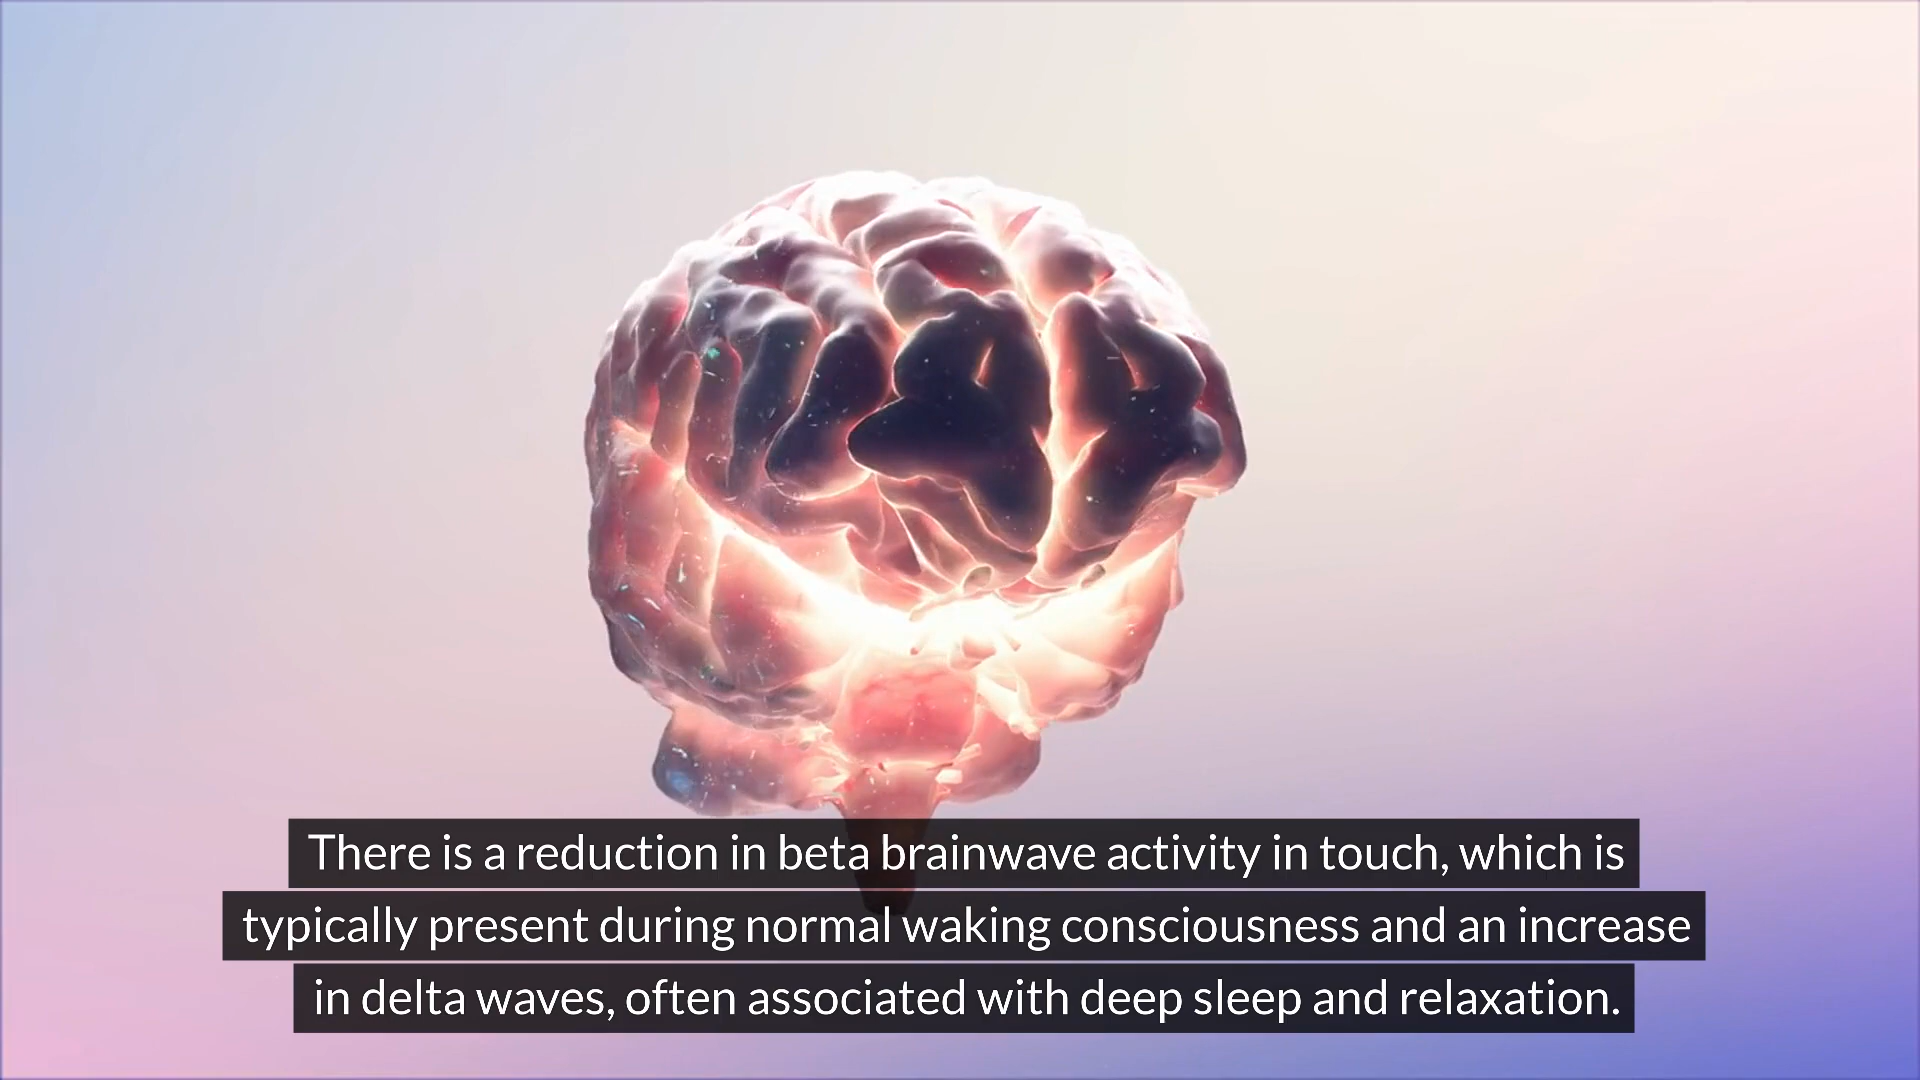 There is a reduction in beta brainwave activity in touch, which is
typically present during normal waking consciousness and an increase
in delta waves, often associated with deep sleep and relaxation.